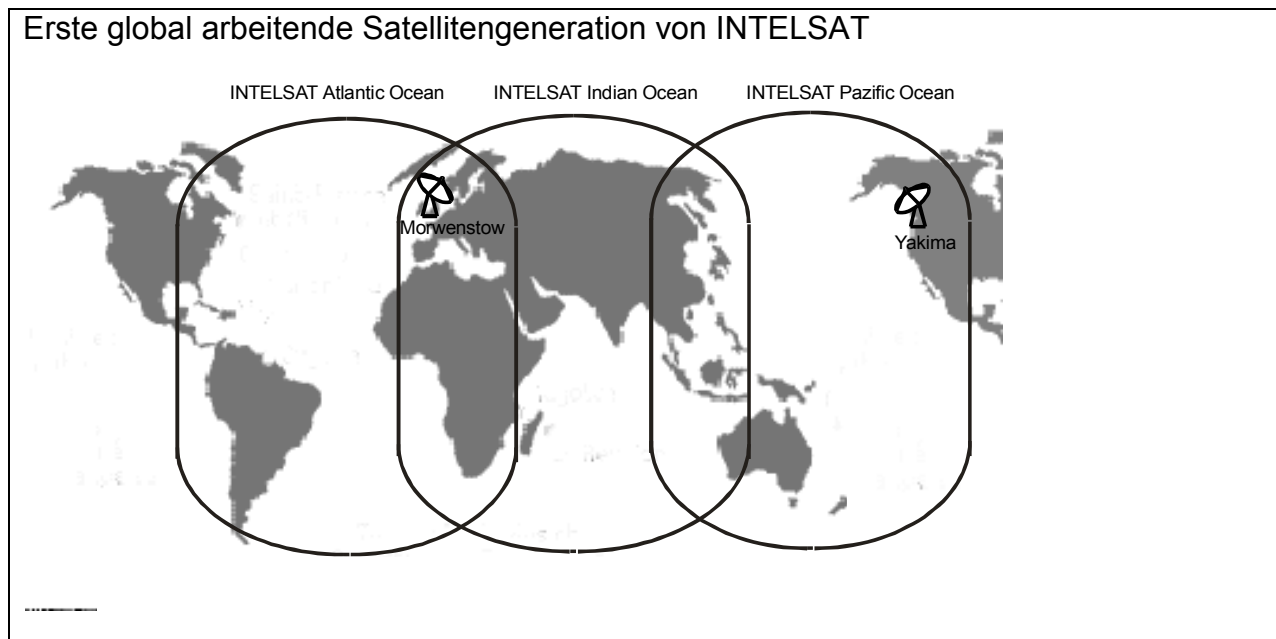 Erste global arbeitende Satellitengeneration von INTELSAT
INTELSAT Atlantic Ocean INTELSAT Indian Ocean INTELSAT Pazific Ocean
Morwenstow
Yakima